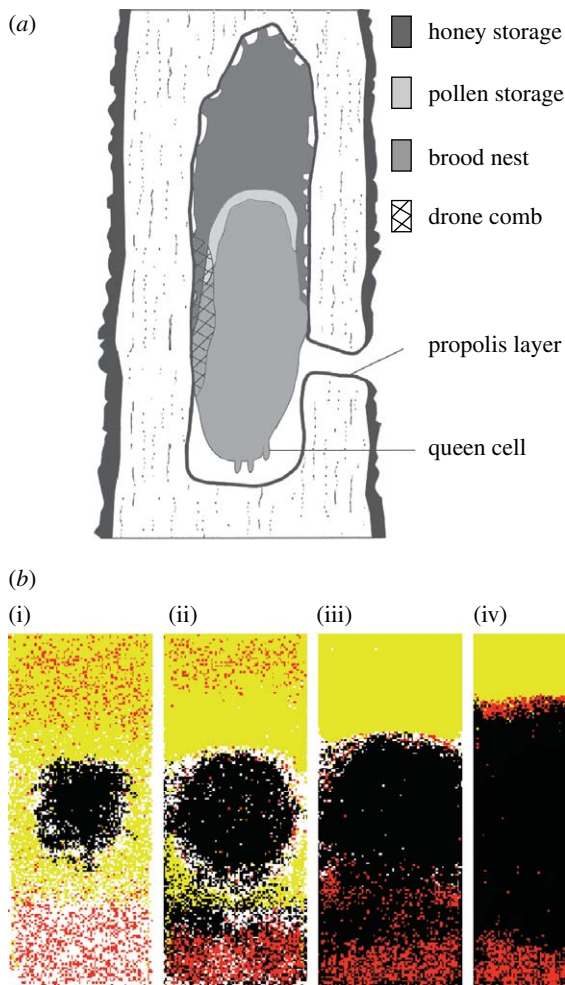 (a)
honey storage
pollen storage
brood nest
drone comb
propolis layer
queen cell
(b)
(i) (ii) (iii) (iv)